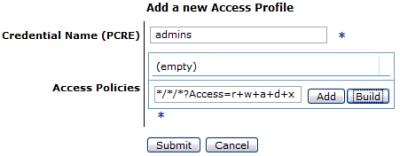 Add a new Access Profile
Credential Name (PCRE) admins *
(empty)
Access Policies */*/*?Access=r+w+a+d+x Add Build
*
Submit Cancel